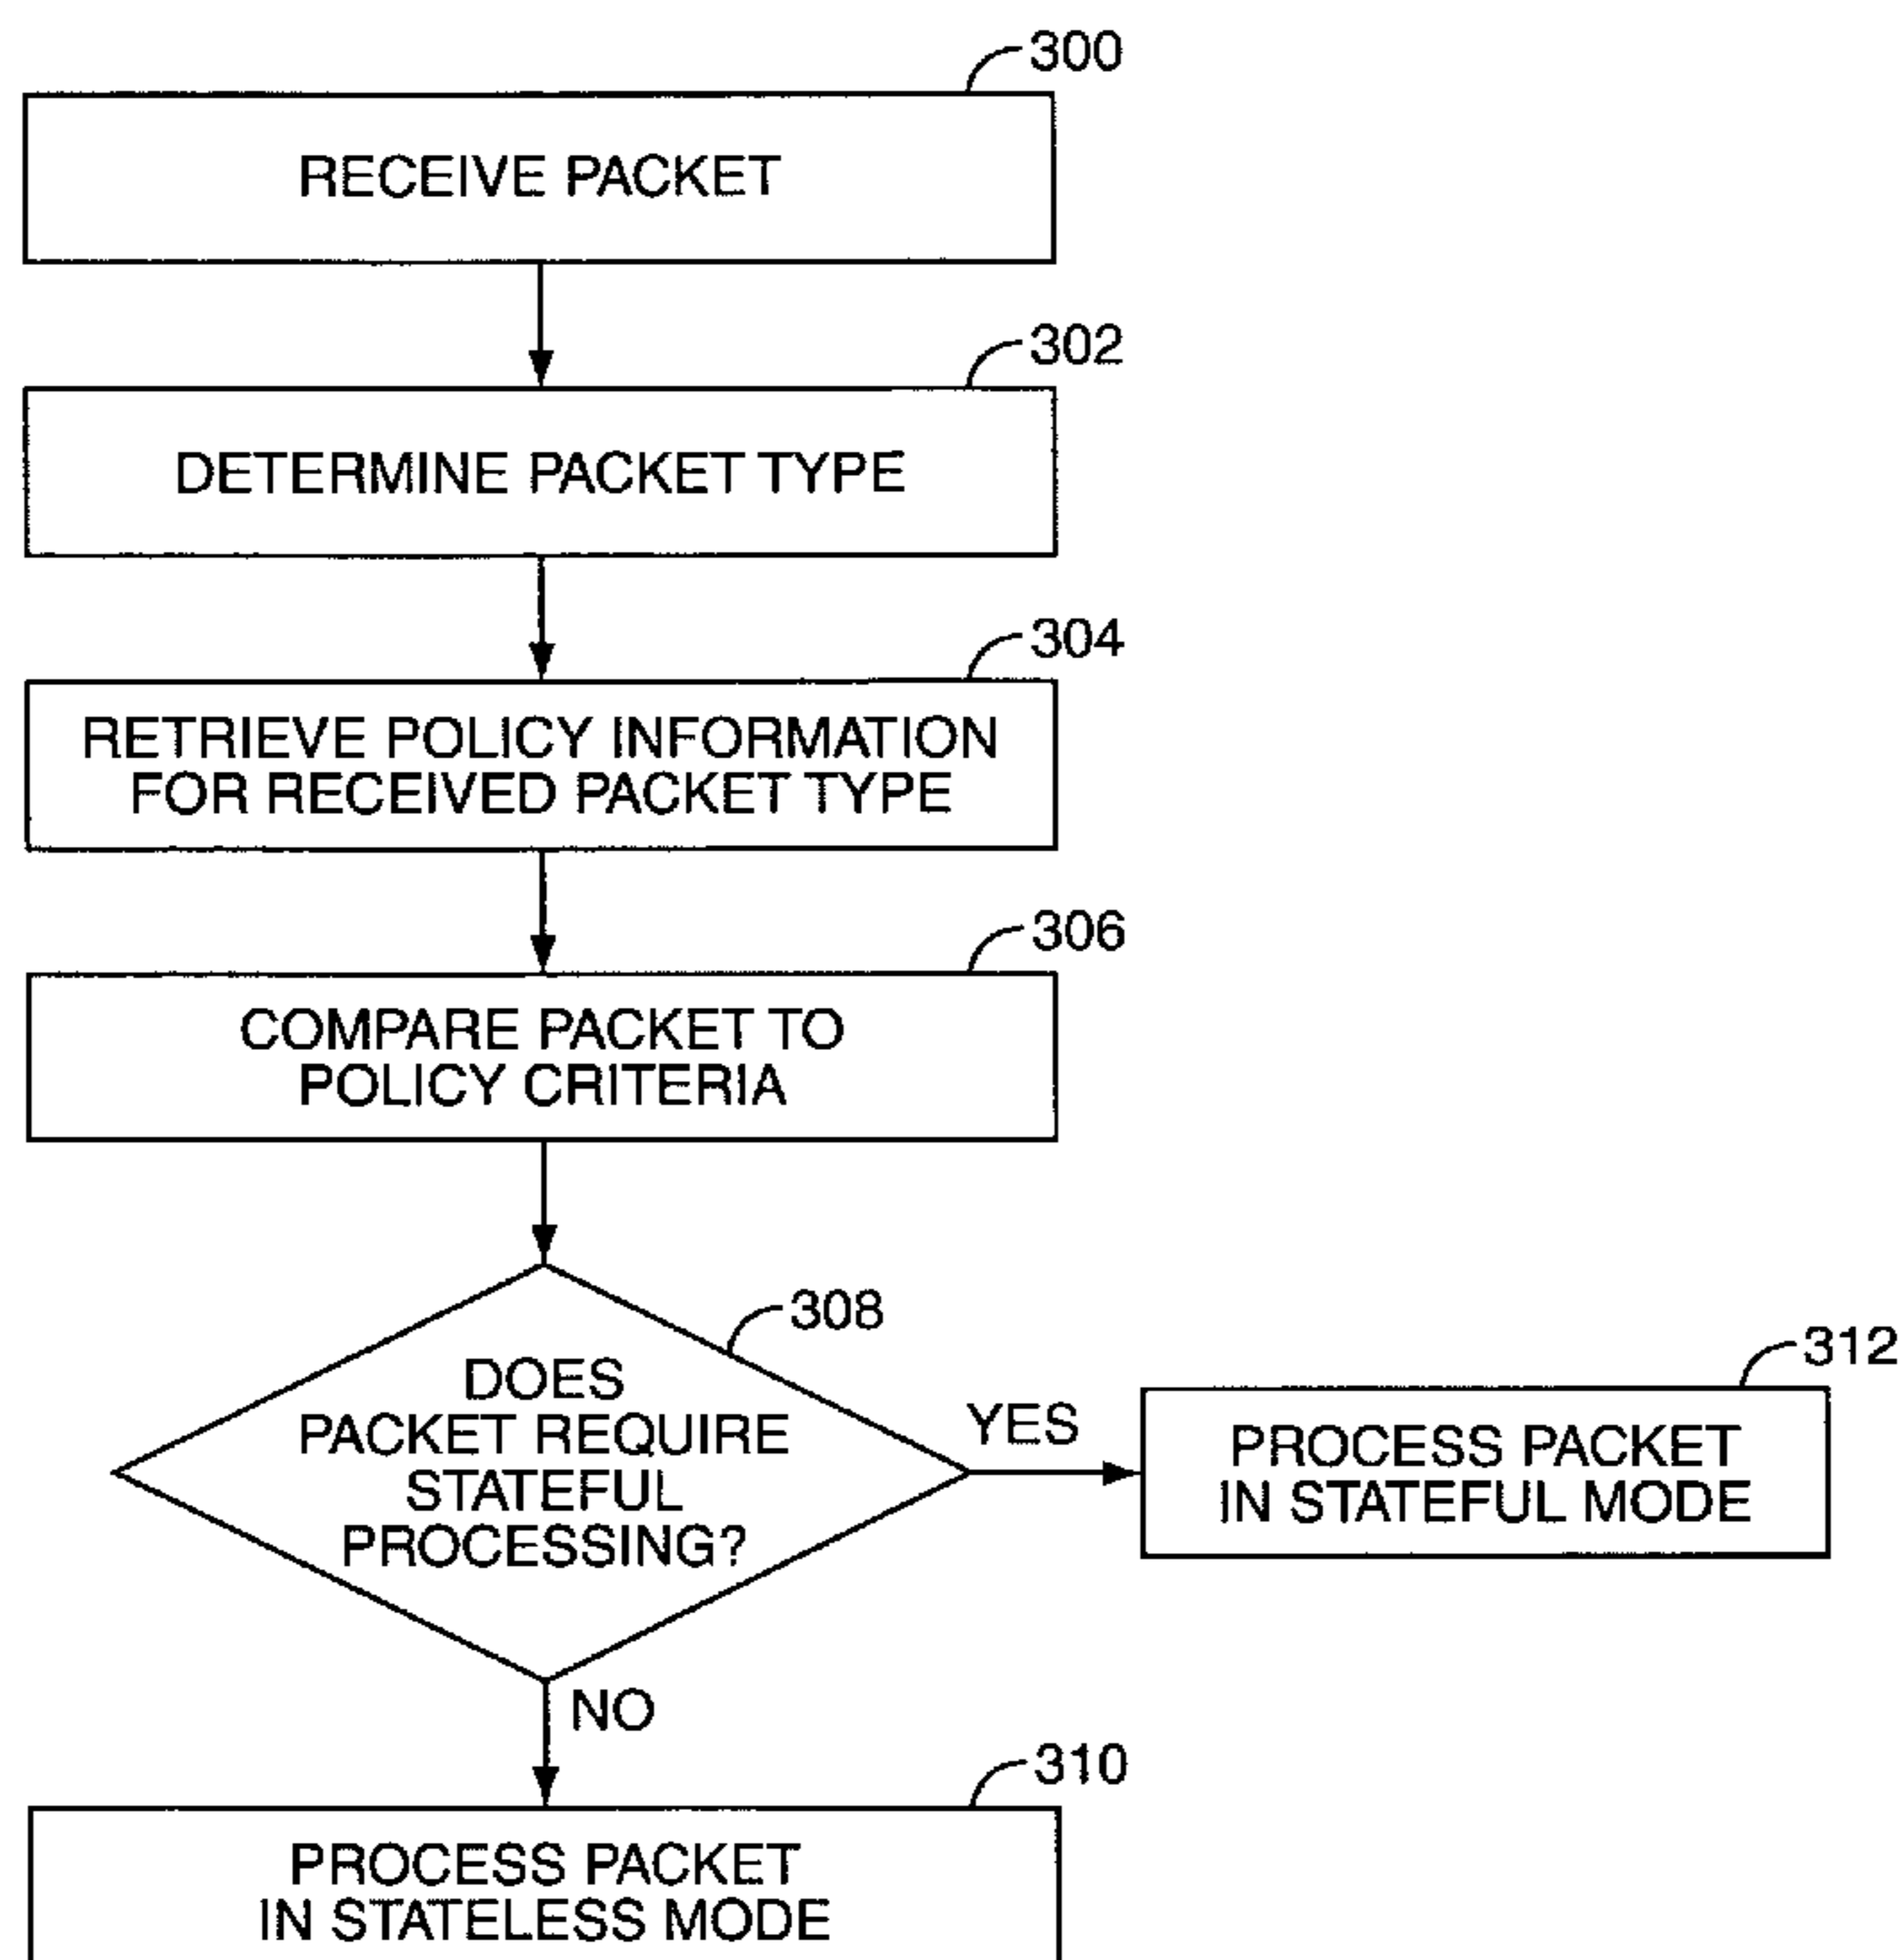 300
RECEIVE PACKET
302
DETERMINE PACKET TYPE
304
RETRIEVE POLICY INFORMATION
FOR RECEIVED PACKET TYPE
306
COMPARE PACKET TO
POLICY CRITERIA
308
DOES
PACKET REQUIRE
STATEFUL
PROCESSING?
YES
312
PROCESS PACKET
IN STATEFUL MODE
NO
310
PROCESS PACKET
IN STATELESS MODE